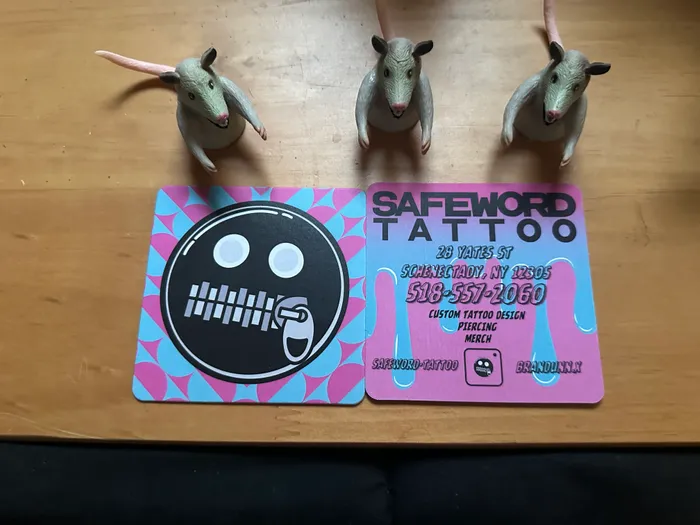 SAFEWORD
TATTOO
28 YATES ST
SCHENECTADY, NY 12305
518-557-2060
CUSTOM TATTOO DESIGN
PIERCING
MERCH
SAFEWORD-TATTOO
BRANDUNN.X